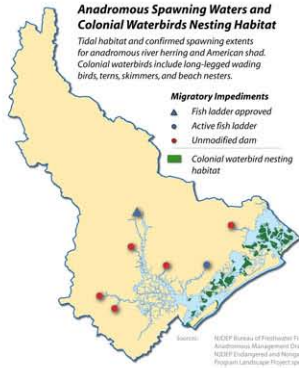 Anadromous Spawning Waters and
Colonial Waterbirds Nesting Habitat
Tidal habitat and confirmed spawning extents
for anadromous river herring and American shad.
Colonial waterbirds include long-legged wading
birds, terns, skimmers, and beach nesters.
Migratory Impediments
Fish ladder approved
Active fish ladder
Unmodified dam
Colonial waterbird nesting
habitat
Sources:
NJDEP Bureau of Freshwater Fi
Anadromous Management
NJDEP Endangered and Nong
Program Landscape Project